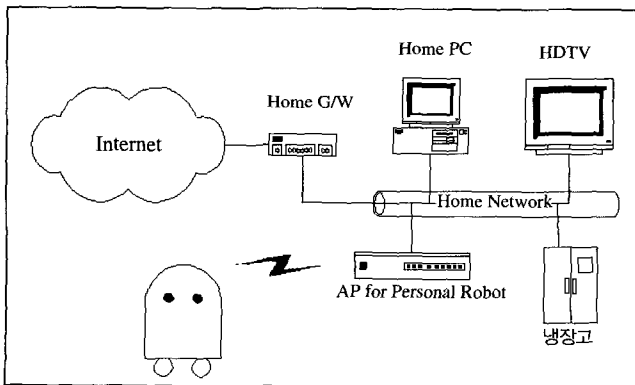 Home PC
HDTV
Home G/W
Internet
Home Network
AP for Personal Robot
냉장고